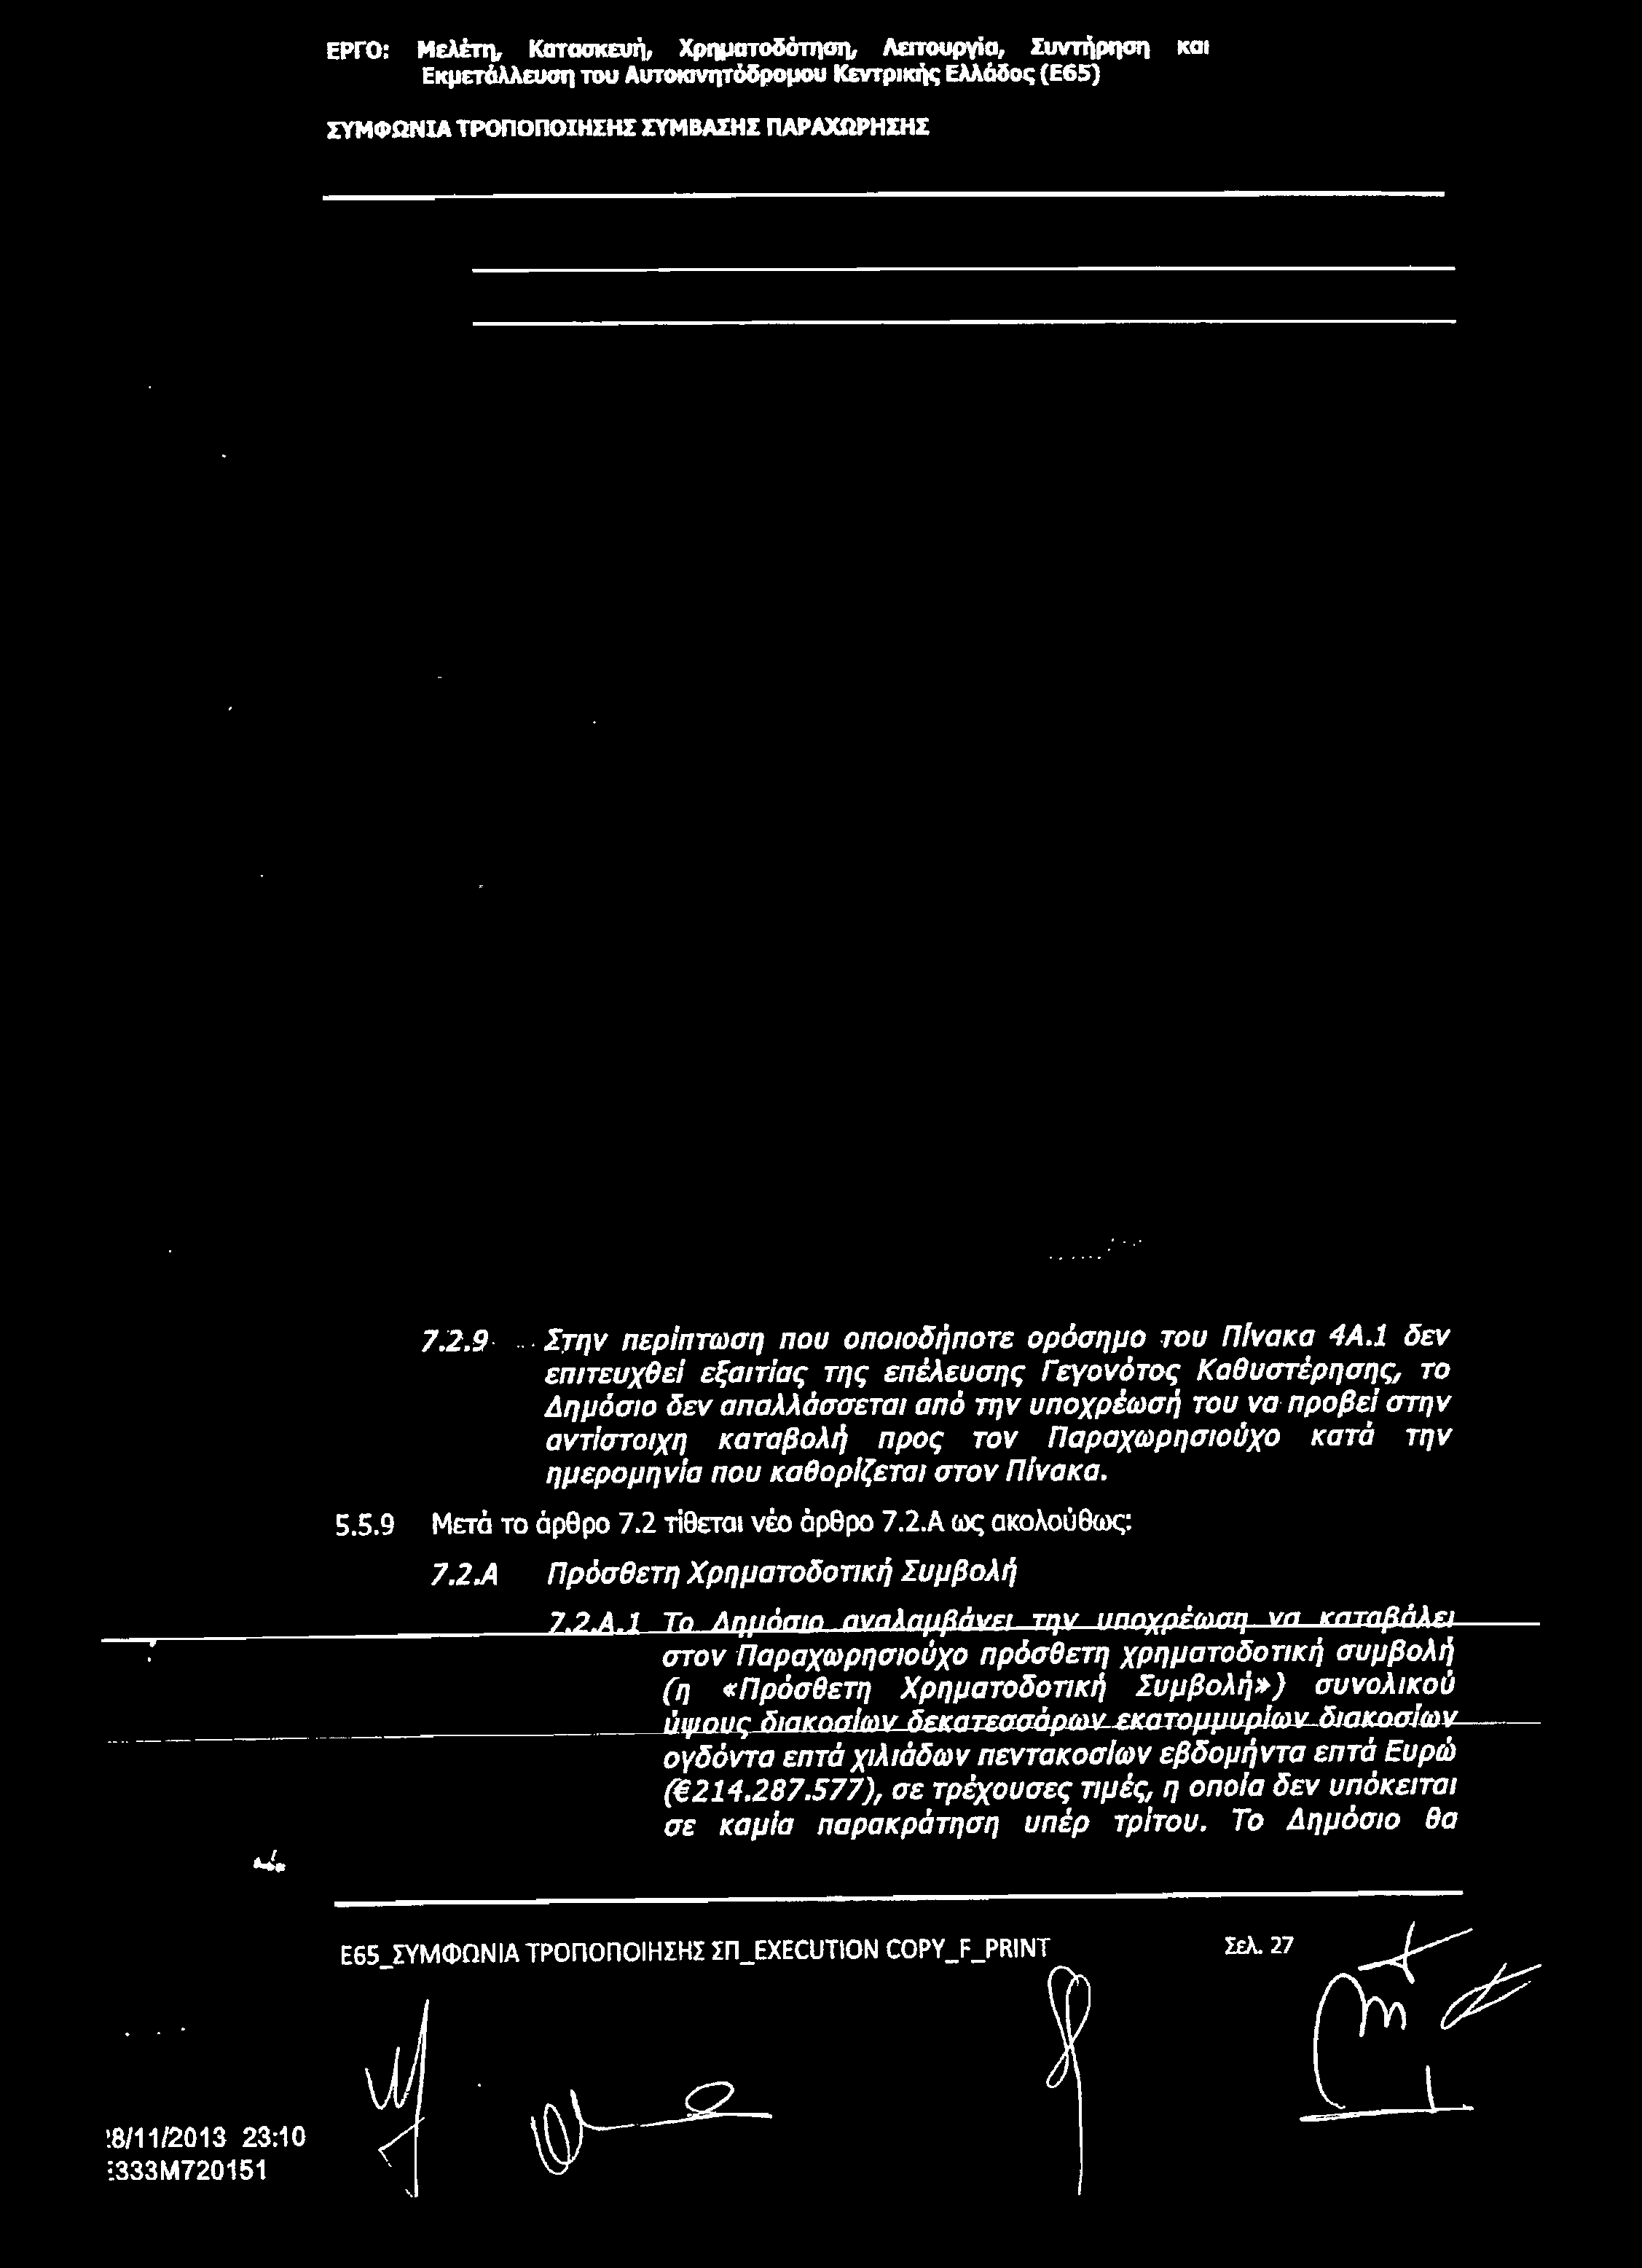 ΕΡΓΟ: Μελέτη, Κατασκευή, Χρηματοδότηση, Λειτουργία, Συντήρηση και
Εκμετάλλευση του Αυτοκινητόδρομου Κεντρικής Ελλάδος (Ε65)
ΣΥΜΦΩΝΙΑ ΤΡΟΠΟΠΟΙΗΣΗΣ ΣΥΜΒΑΣΗΣ ΠΑΡΑΧΩΡΗΣΗΣ
7.2.9 Στην περίπτωση που οποιοδήποτε ορόσημο του Πίνακα 4Α.1 δεν
επιτευχθεί εξαιτίας της επέλευσης Γεγονότος Καθυστέρησης, το
Δημόσιο δεν απαλλάσσεται από την υποχρέωσή του να προβεί στην
αντίστοιχη καταβολή προς τον Παραχωρησιούχο κατά την
ημερομηνία που καθορίζεται στον Πίνακα.
5.5.9 Μετά το άρθρο 7.2 τίθεται νέο άρθρο 7.2.Α ως ακολούθως:
7.2.Α Πρόσθετη Χρηματοδοτική Συμβολή
7.2.Α.1 Το Δημόσιο αναλαμβάνει την υποχρέωση να καταβάλει
στον Παραχωρησιούχο πρόσθετη χρηματοδοτική συμβολή
(η «Πρόσθετη Χρηματοδοτική Συμβολή») συνολικού
ύψους διακοσίων δεκατεσσάρων εκατομμυρίων διακοσίων
ογδόντα επτά χιλιάδων πεντακοσίων εβδομήντα επτά Ευρώ
(€214.287.577), σε τρέχουσες τιμές, η οποία δεν υπόκειται
σε καμία παρακράτηση υπέρ τρίτου. Το Δημόσιο θα
E65_ΣΥΜΦΩΝΙΑ ΤΡΟΠΟΠΟΙΗΣΗΣ ΣΠ_EXECUTION COPY_F_PRINT Σελ. 27
8/11/2013 23:10
333M720151